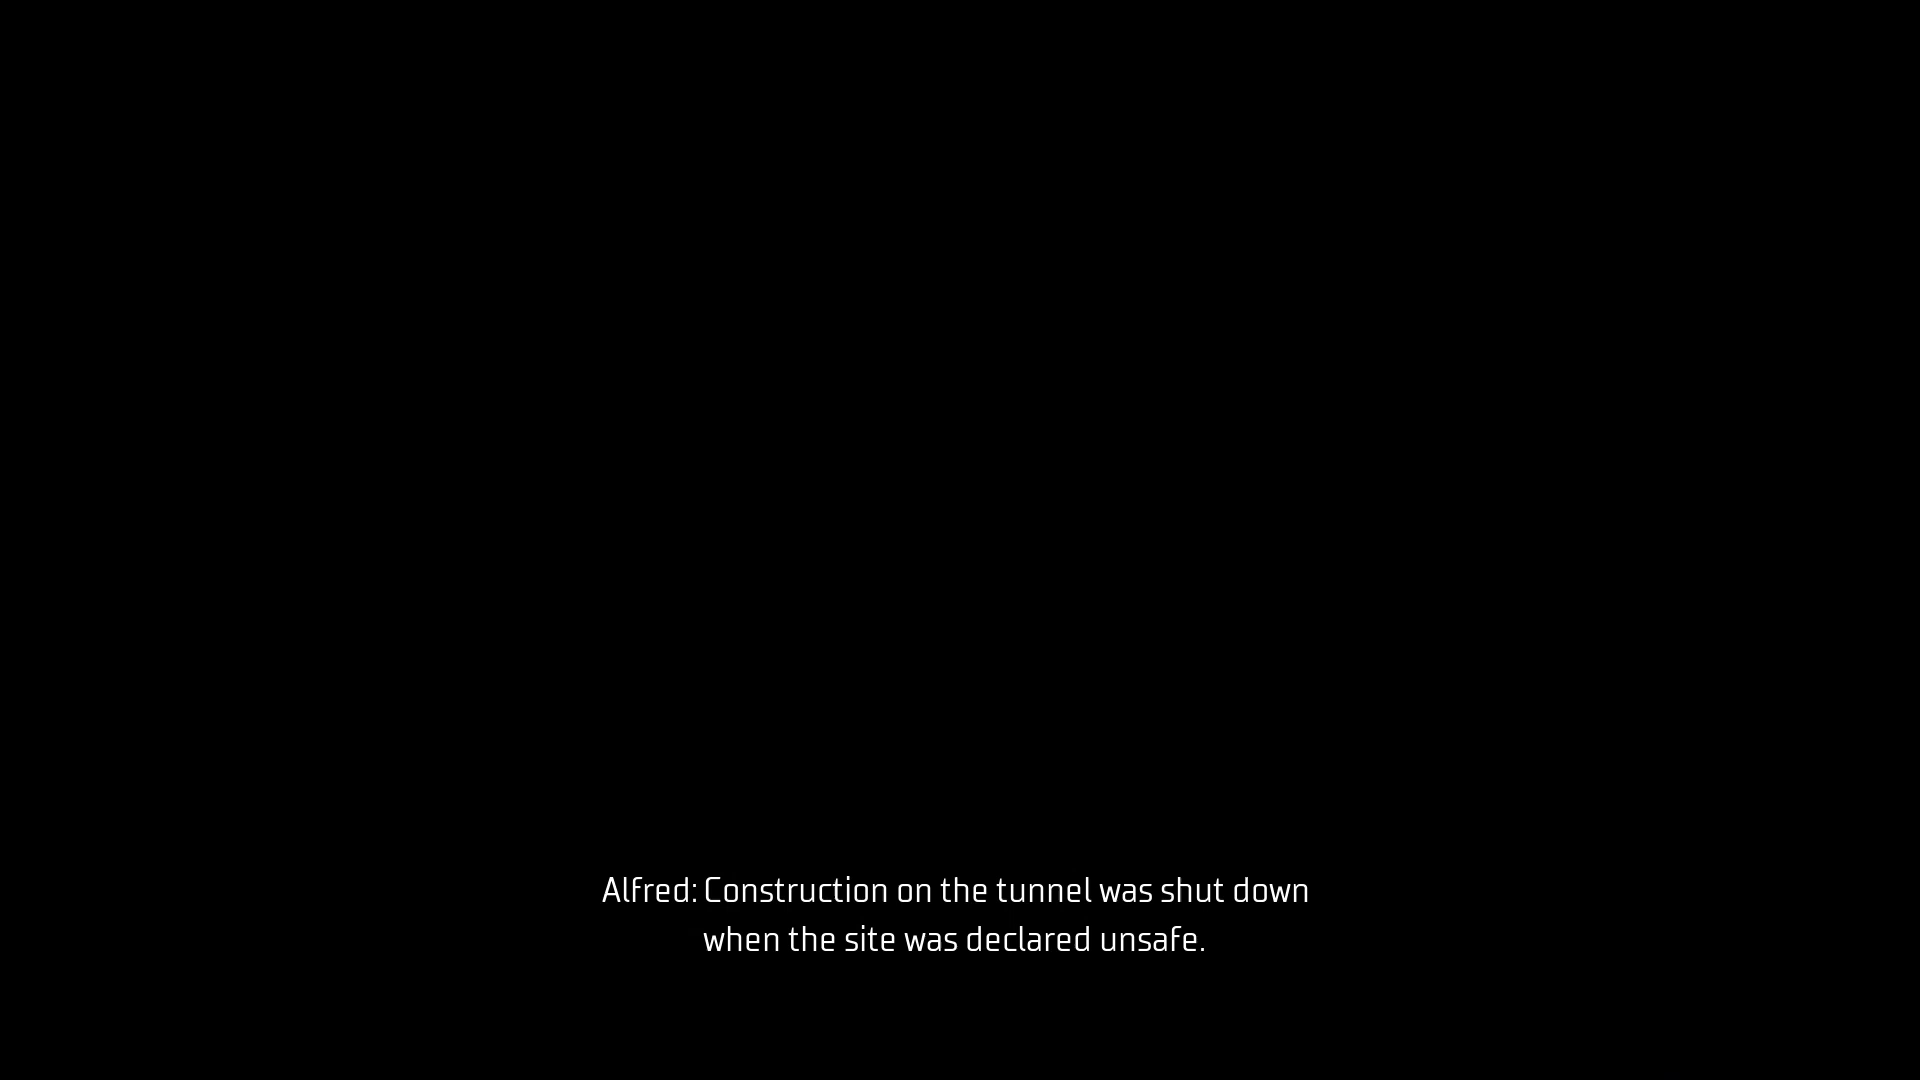 Alfred: Construction on the tunnel was shut down
when the site was declared unsafe.